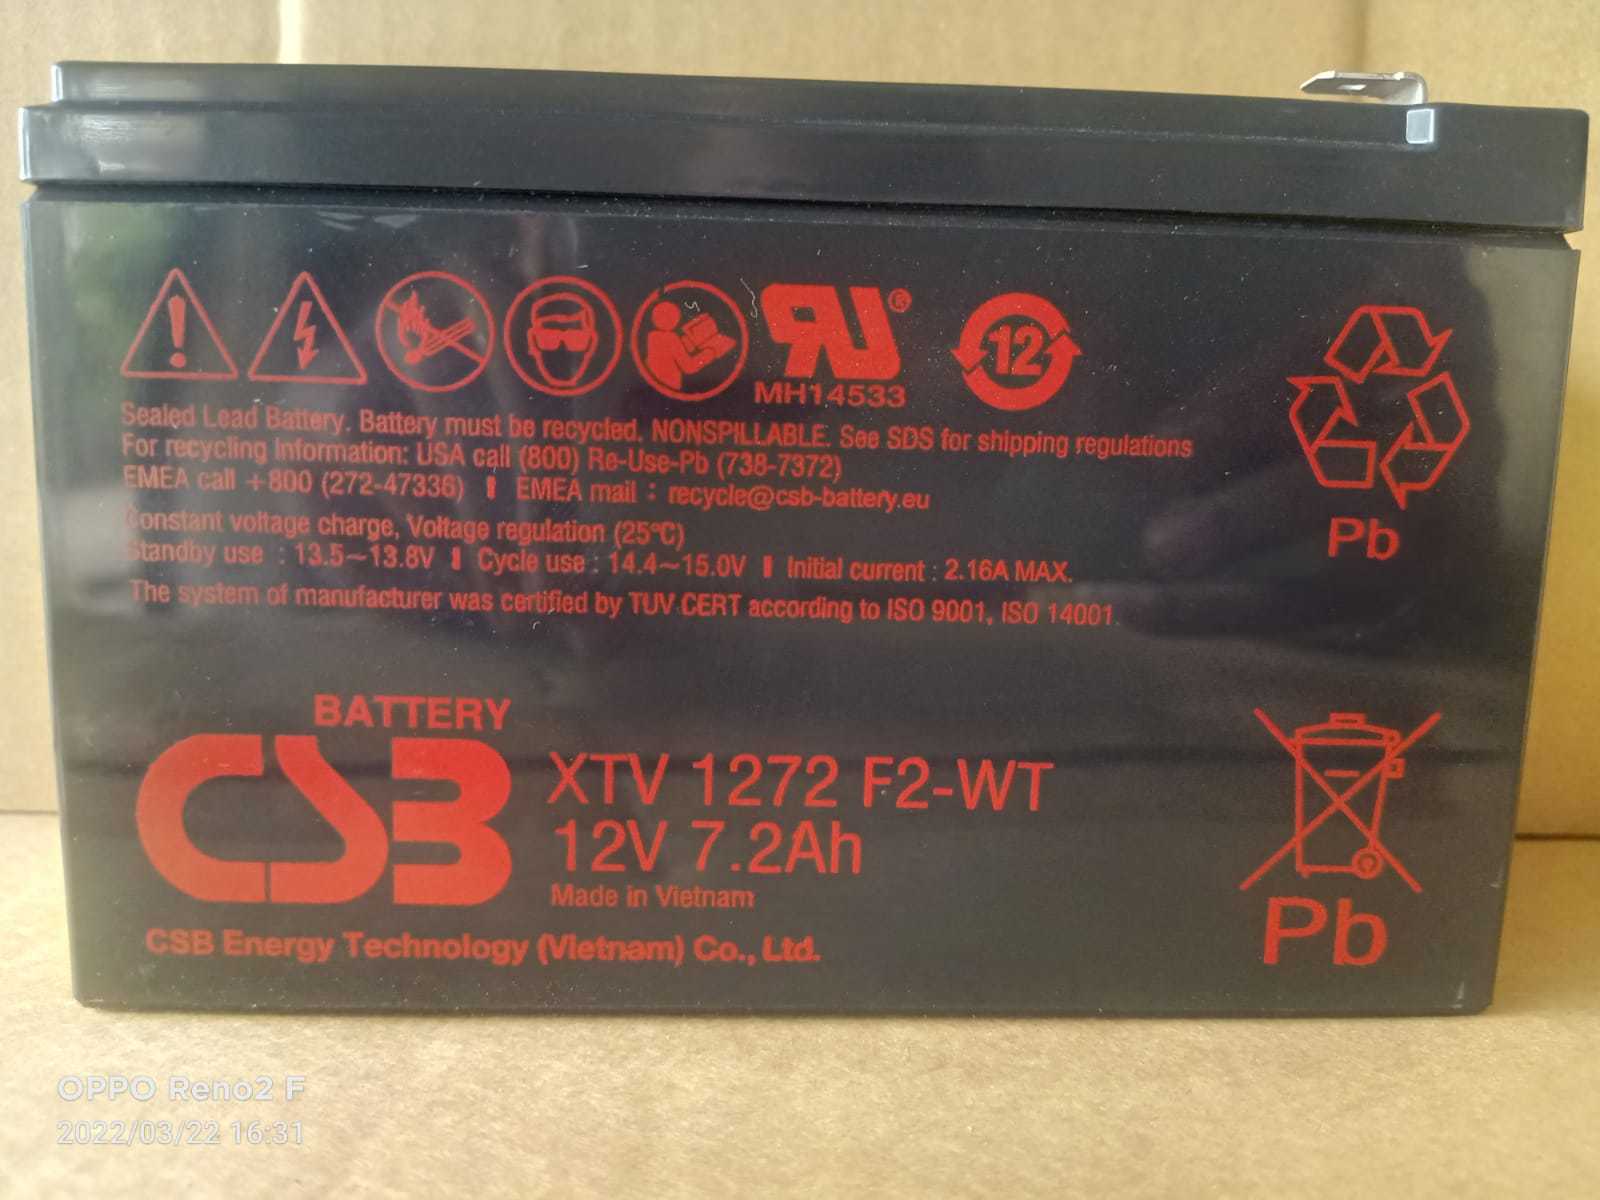 MH14533
12
Sealed Lead Battery. Battery must be recycled. NONSPILLABLE. See SDS for shipping regulations
For recycling information: USA call (800) Re-Use-Pb (738-7372)
EMEA call +800 (272-47336) ▮ EMEA mail : recycle@csb-battery.eu
Constant voltage charge, Voltage regulation (25°C)
Standby use : 13.5~13.8V ▮ Cycle use : 14.4~15.0V ▮ Initial current : 2.16A MAX.
The system of manufacturer was certified by TUV CERT according to ISO 9001, ISO 14001.
Pb
BATTERY
CSB
XTV 1272 F2-WT
12V 7.2Ah
Made in Vietnam
CSB Energy Technology (Vietnam) Co., Ltd.
Pb
OPPO Reno2 F
2022/03/22 16:31